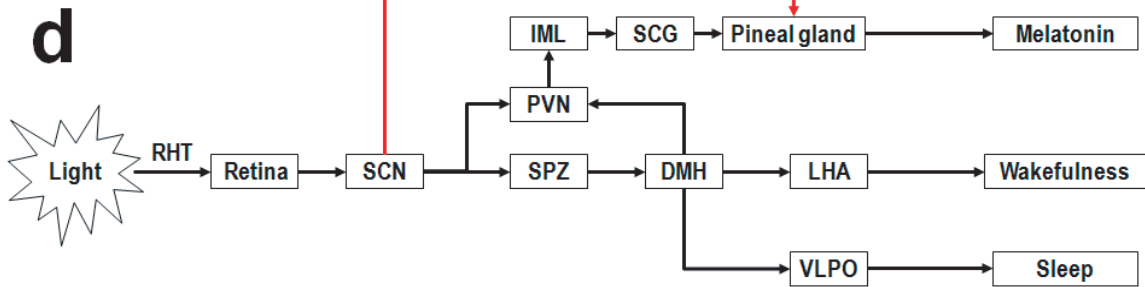 d
IML
SCG
Pineal gland
Melatonin
PVN
Light
RHT
Retina
SCN
SPZ
DMH
LHA
Wakefulness
VLPO
Sleep